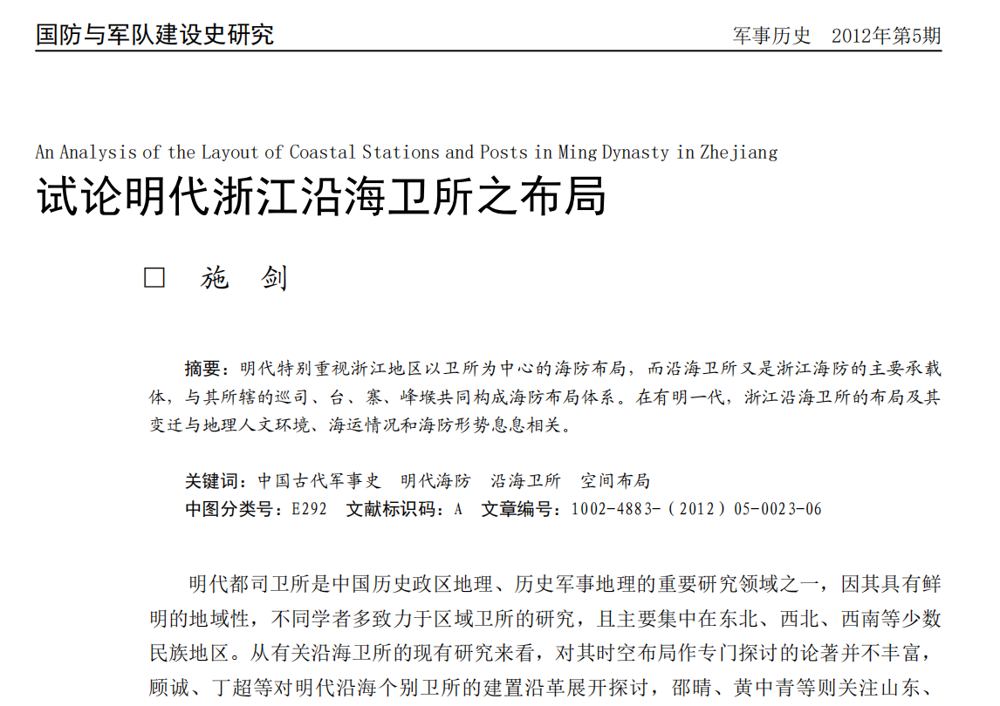 国防与军队建设史研究
军事历史 2012年第5期
An Analysis of the Layout of Coastal Stations and Posts in Ming Dynasty in Zhejiang
试论明代浙江沿海卫所之布局
□ 施 剑
摘要：明代特别重视浙江地区以卫所为中心的海防布局，而沿海卫所又是浙江海防的主要承载
体，与其所辖的巡司、台、寨、峰堠共同构成海防布局体系。在有明一代，浙江沿海卫所的布局及其
变迁与地理人文环境、海运情况和海防形势息息相关。
关键词：中国古代军事史 明代海防 沿海卫所 空间布局
中图分类号：E292 文献标识码：A 文章编号：1002-4883-（2012）05-0023-06
明代都司卫所是中国历史政区地理、历史军事地理的重要研究领域之一，因其具有鲜
明的地域性，不同学者多致力于区域卫所的研究，且主要集中在东北、西北、西南等少数
民族地区。从有关沿海卫所的现有研究来看，对其时空布局作专门探讨的论著并不丰富，
顾诚、丁超等对明代沿海个别卫所的建置沿革展开探讨，邵晴、黄中青等则关注山东、